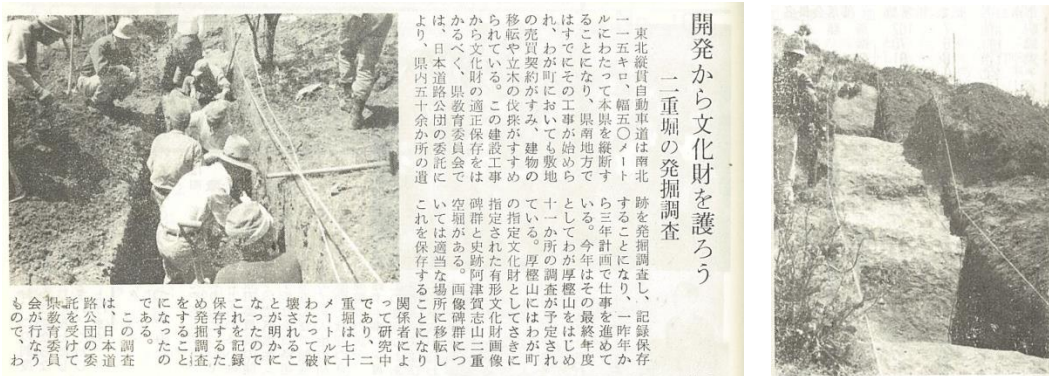 開発から文化財を護ろう
二重堀の発掘調査
東北縦貫自動車道は南北
一一五キロ、幅五〇メート
ルにわたって本県を縦断す
ることになり、県南地方で
はすでにその工事が始めら
れ、わが町においても敷地
の売買契約がすみ、建物の
移転や立木の伐採がすすめ
られている。この建設工事
から文化財の適正保存をは
かるべく、県教育委員会で
は、日本道路公団の委託に
より、県内五十余か所の遺
跡を発掘調査し、記録保存
することになり、一昨年か
ら三年計画で仕事を進めて
いる。今年はその最終年度
としてわが厚樫山をはじめ
十一か所の調査が予定され
ている。厚樫山にはわが町
の指定文化財としてさきに
指定された有形文化財画像
碑群と史跡阿津賀志山二重
空堀がある。画像碑群につ
いては適当な場所に移転し
これを保存することになり
関係者によ
って研究中
であり、二
重堀は七十
メートルに
わたって破
壊されるこ
とが明かに
なったので
これを記録
保存するた
め発掘調査
をすること
になったの
である。
この調査
は、日本道
路公団の委
託を受けて
県教育委員
会が行なう
もので、わ